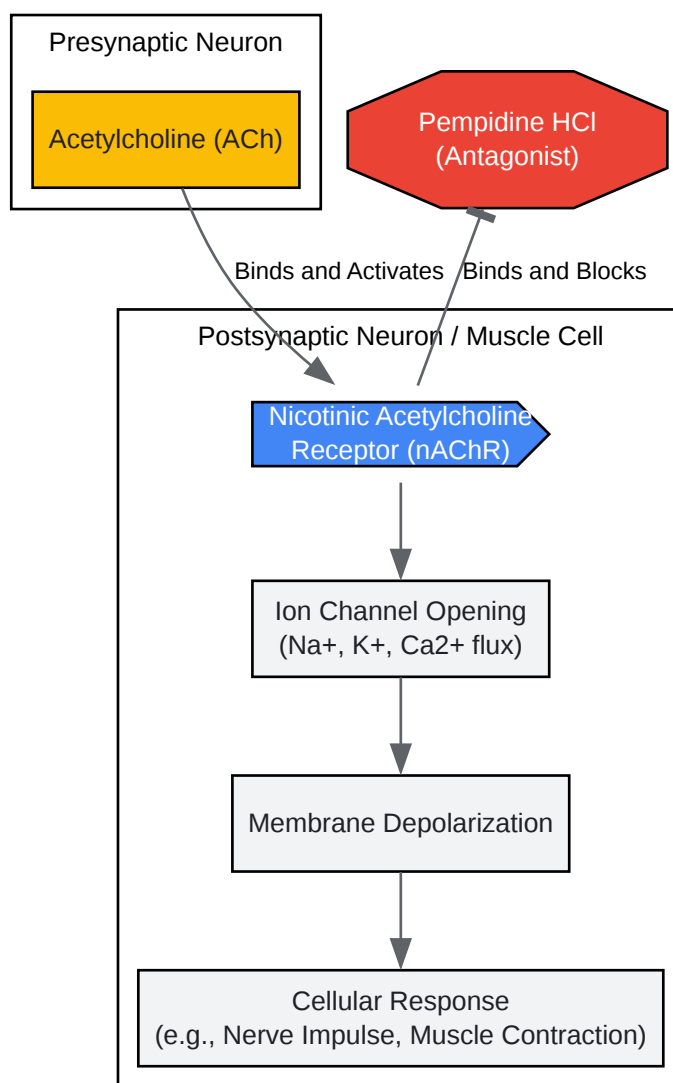 Presynaptic Neuron
Acetylcholine (ACh)
Pempidine HCl
(Antagonist)
Binds and Activates
Binds and Blocks
Postsynaptic Neuron / Muscle Cell
Nicotinic Acetylcholine
Receptor (nAChR)
Ion Channel Opening
(Na+, K+, Ca2+ flux)
Membrane Depolarization
Cellular Response
(e.g., Nerve Impulse, Muscle Contraction)